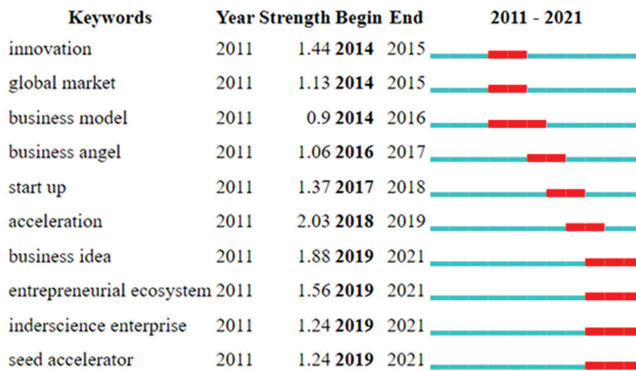 Keywords Year Strength Begin End 2011 - 2021
innovation 2011 1.44 2014 2015
global market 2011 1.13 2014 2015
business model 2011 0.9 2014 2016
business angel 2011 1.06 2016 2017
start up 2011 1.37 2017 2018
acceleration 2011 2.03 2018 2019
business idea 2011 1.88 2019 2021
entrepreneurial ecosystem 2011 1.56 2019 2021
inderscience enterprise 2011 1.24 2019 2021
seed accelerator 2011 1.24 2019 2021